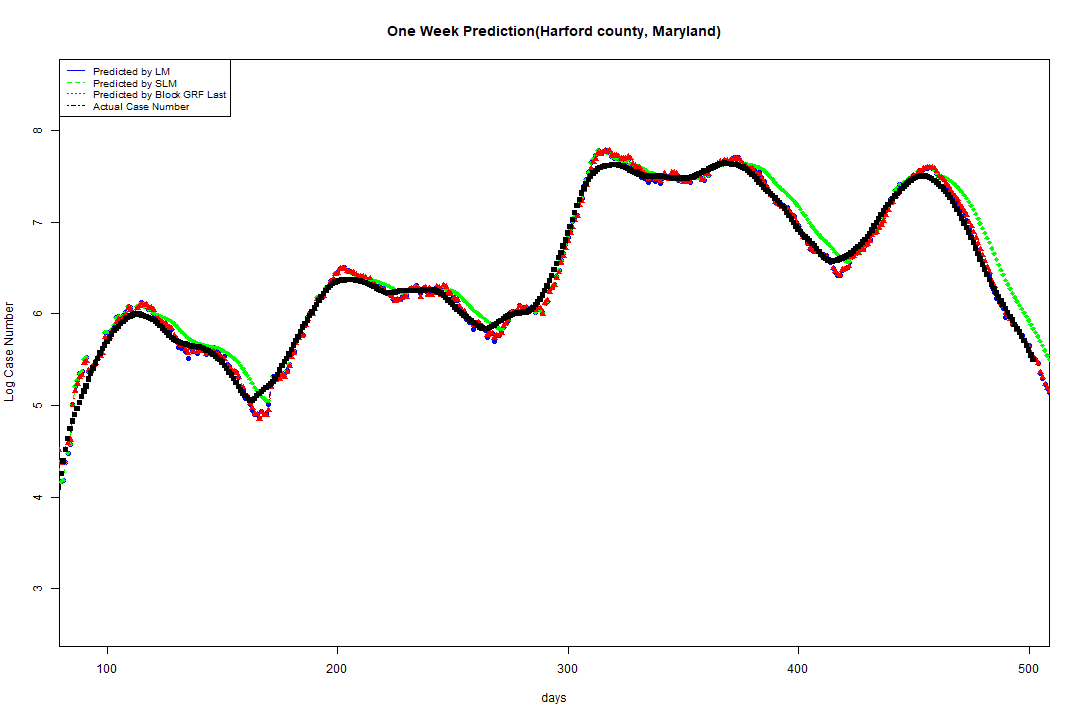 One Week Prediction(Harford county, Maryland)
Predicted by LM
Predicted by SLM
Predicted by Block GRF Last
Actual Case Number
8
7
6
5
4
3
Log Case Number
100 200 300 400 500
days